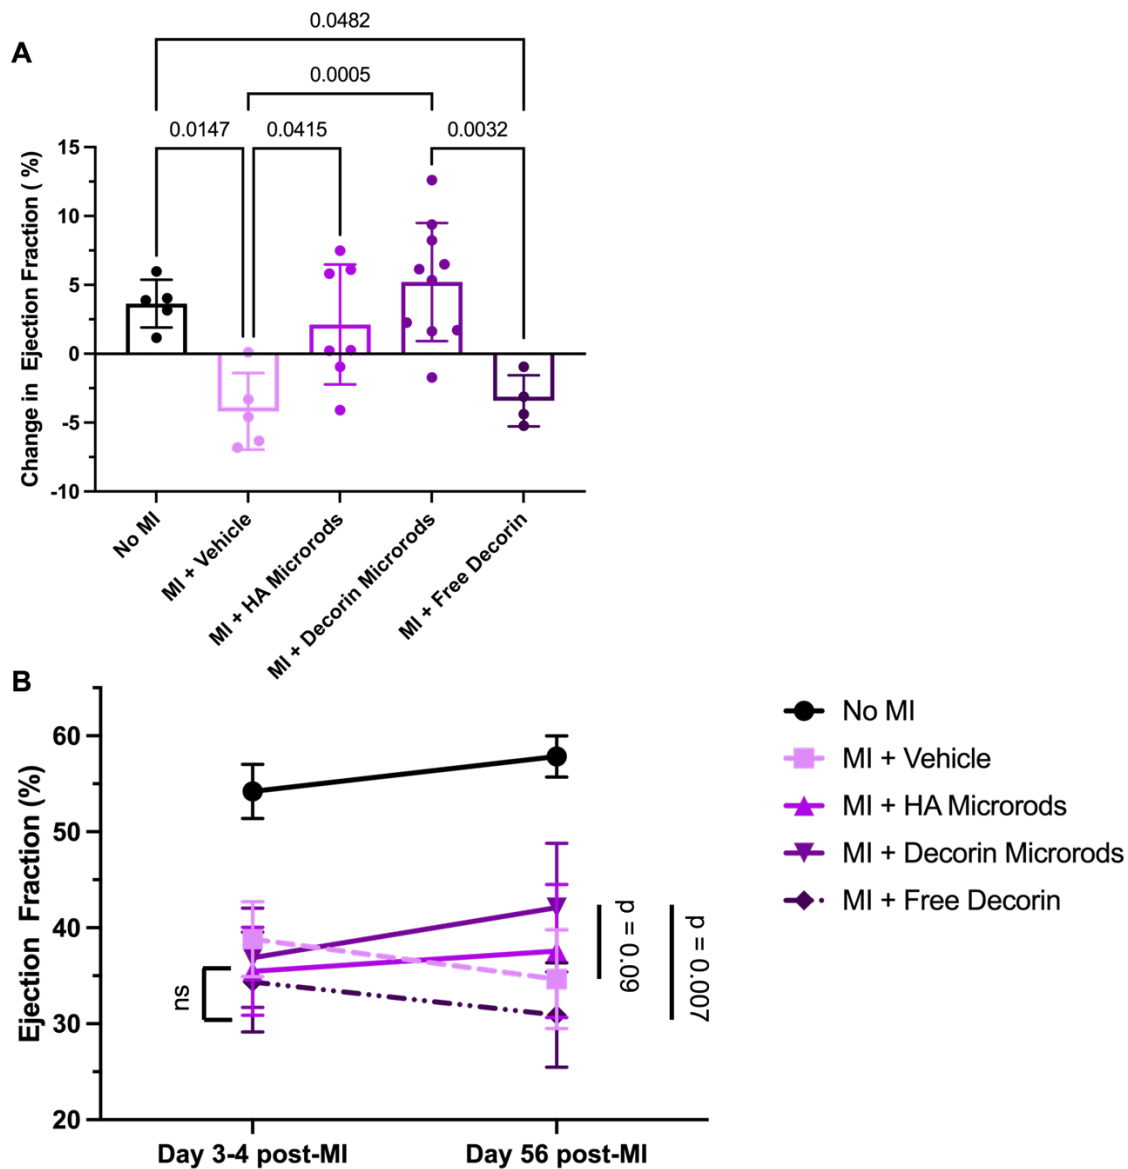 A
0.0482
0.0005
0.0147
0.0415
0.0032
Change in Ejection Fraction ( %)
15
10
5
0
-5
-10
No MI
MI + Vehicle
MI + HA Microrods
MI + Decorin Microrods
MI + Free Decorin
B
Ejection Fraction (%)
60
50
40
30
20
ns
p = 0.09
p = 0.007
Day 3-4 post-MI
Day 56 post-MI
No MI
MI + Vehicle
MI + HA Microrods
MI + Decorin Microrods
MI + Free Decorin